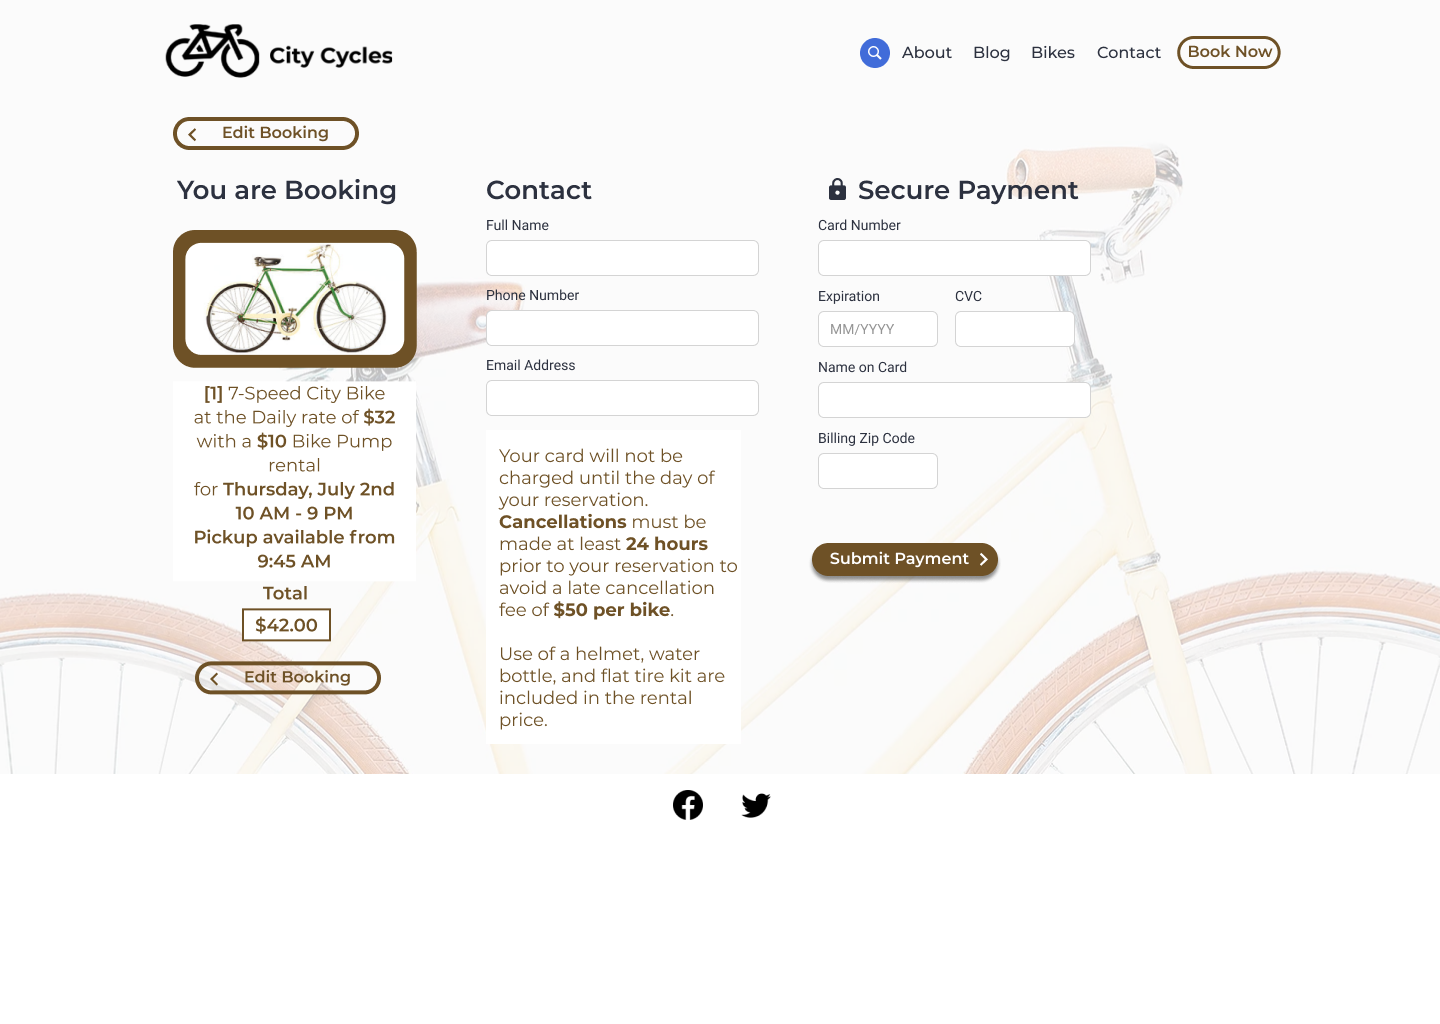 City Cycles
About Blog Bikes Contact Book Now
Edit Booking
You are Booking
[1] 7-Speed City Bike
at the Daily rate of $32
with a $10 Bike Pump
rental
for Thursday, July 2nd
10 AM - 9 PM
Pickup available from
9:45 AM
Total
$42.00
Edit Booking
Contact
Full Name
Phone Number
Email Address
Your card will not be
charged until the day of
your reservation.
Cancellations must be
made at least 24 hours
prior to your reservation to
avoid a late cancellation
fee of $50 per bike.
Use of a helmet, water
bottle, and flat tire kit are
included in the rental
price.
Secure Payment
Card Number
Expiration CVC
MM/YYYY
Name on Card
Billing Zip Code
Submit Payment